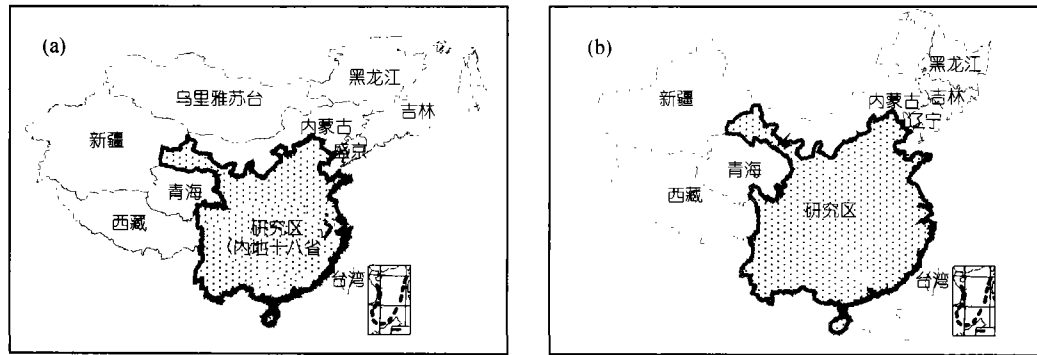 (a)
黑龙江
乌里雅苏台
吉林
内蒙古
新疆
盛京
青海
西藏
研究区
(内地十八省)
台湾
(b)
黑龙江
新疆
内蒙古
吉林
辽宁
青海
西藏
研究区
台湾